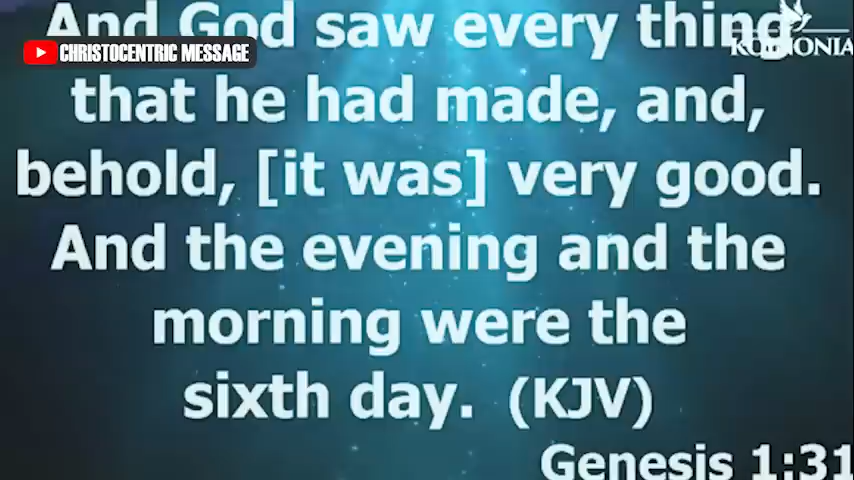 And God saw every thing
KOINONIA
CHRISTOCENTRIC MESSAGE
that he had made, and,
behold, [it was] very good.
And the evening and the
morning were the
sixth day. (KJV)
Genesis 1:31